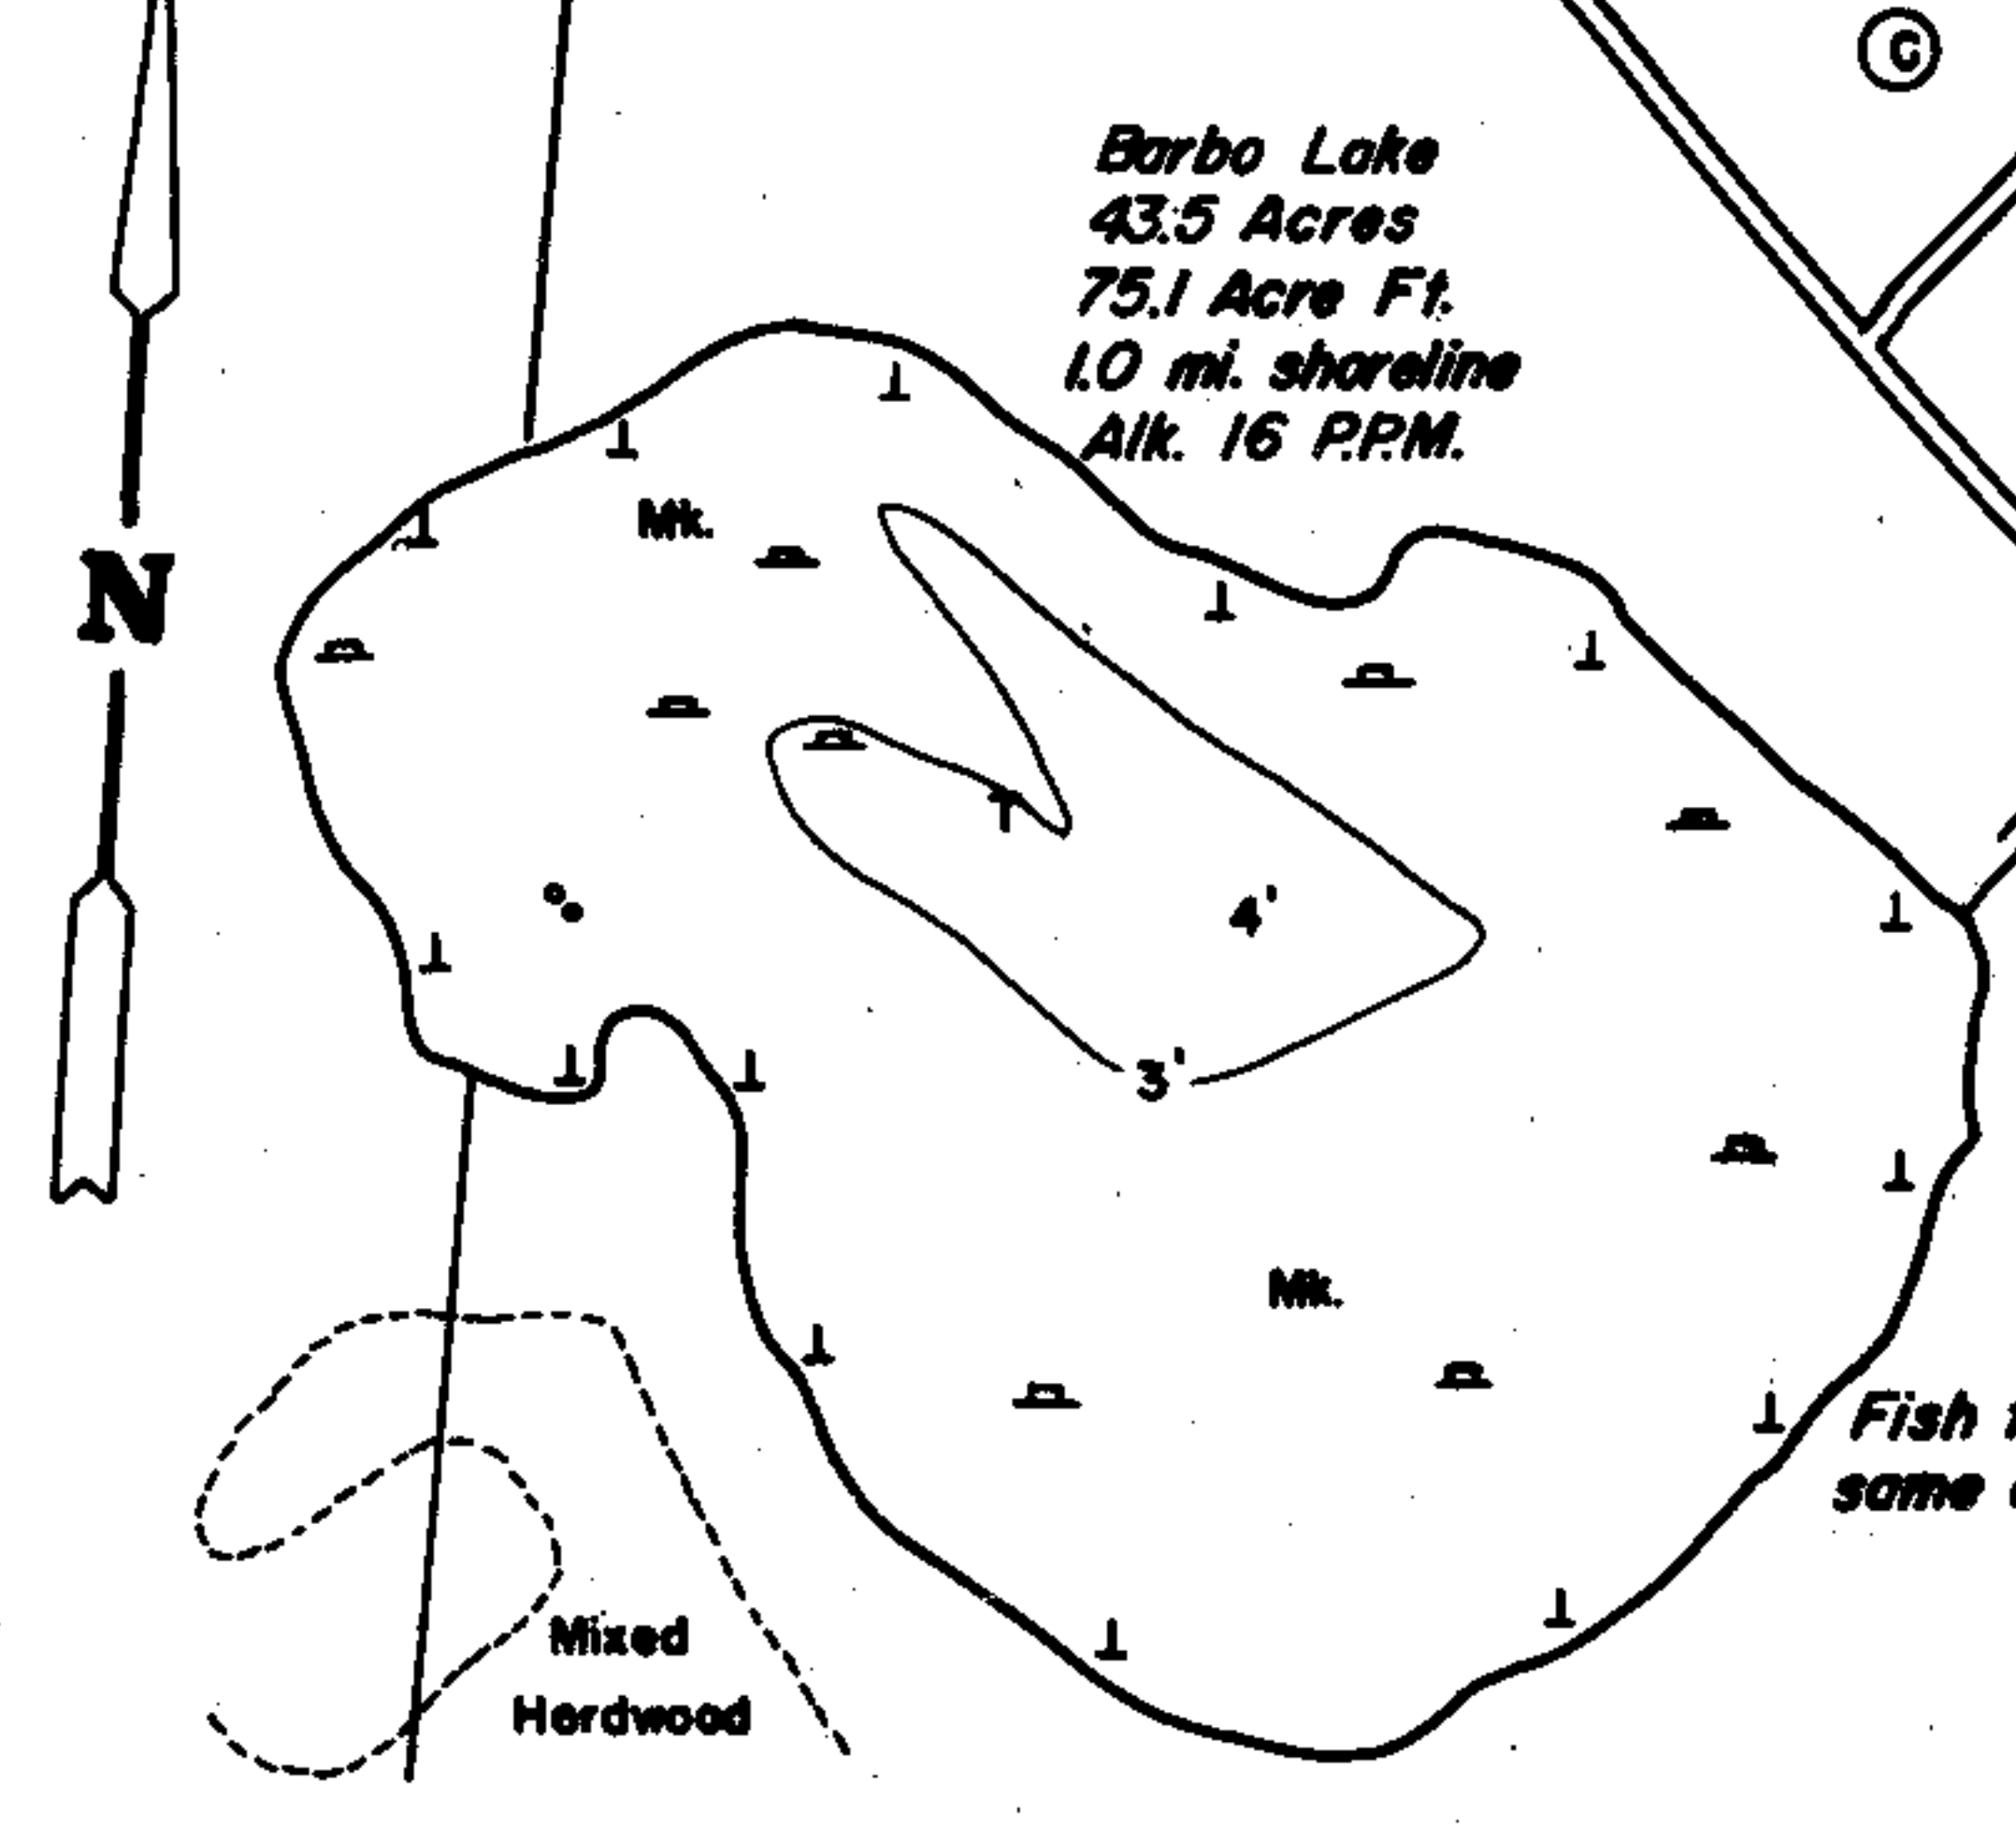 G
Barbo Lake
43.5 Acres
75.1 Acre Ft.
1.0 mi. shoreline
Alk. 16 P.P.M.
Mk.
N
4'
3'
Mk.
Fish
same
Mixed
Hardwood